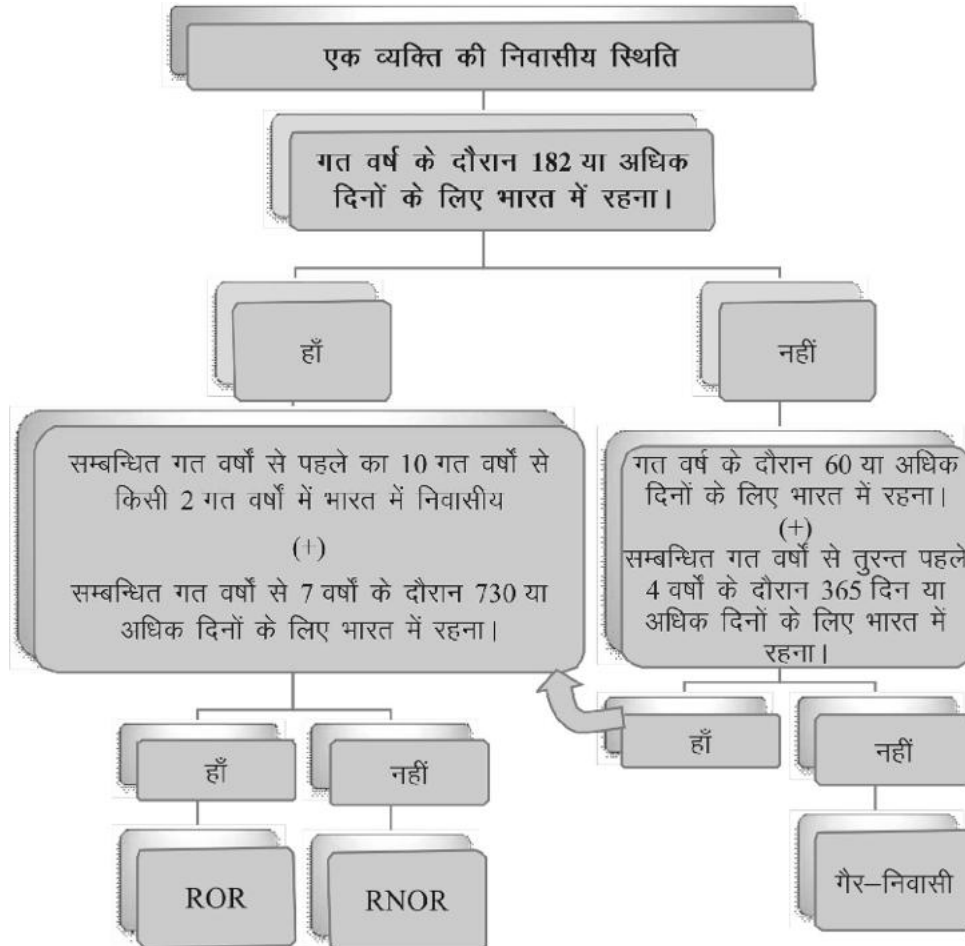 एक व्यक्ति की निवासीय स्थिति
गत वर्ष के दौरान 182 या अधिक
दिनों के लिए भारत में रहना।
हाँ
नहीं
सम्बन्धित गत वर्षों से पहले का 10 गत वर्षों से
किसी 2 गत वर्षों में भारत में निवासीय
(+)
सम्बन्धित गत वर्षों से 7 वर्षों के दौरान 730 या
अधिक दिनों के लिए भारत में रहना।
गत वर्ष के दौरान 60 या अधिक
दिनों के लिए भारत में रहना।
(+)
सम्बन्धित गत वर्षों से तुरन्त पहले
4 वर्षों के दौरान 365 दिन या
अधिक दिनों के लिए भारत में
रहना।
हाँ
नहीं
हाँ
नहीं
ROR
RNOR
गैर–निवासी